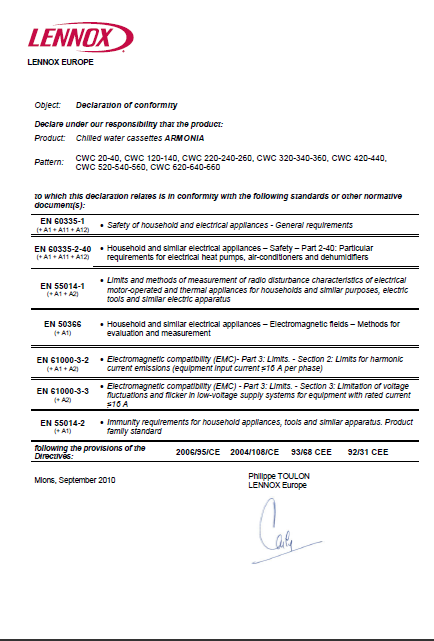 LENNOX
LENNOX EUROPE
Object: Declaration of conformity
Declare under our responsibility that the product:
Product: Chilled water cassettes ARMONIA
Pattern: CWC 20-40, CWC 120-140, CWC 220-240-260, CWC 320-340-360, CWC 420-440,
CWC 520-540-560, CWC 620-640-660
to which this declaration relates is in conformity with the following standards or other normative
document(s):
EN 60335-1
(+ A1 + A11 + A12)
• Safety of household and electrical appliances - General requirements
EN 60335-2-40
(+ A1 + A11 + A12)
• Household and similar electrical appliances – Safety – Part 2-40: Particular
requirements for electrical heat pumps, air-conditioners and dehumidifiers
EN 55014-1
(+ A1 + A2)
• Limits and methods of measurement of radio disturbance characteristics of electrical
motor-operated and thermal appliances for households and similar purposes, electric
tools and similar electric apparatus
EN 50366
(+ A1)
• Household and similar electrical appliances – Electromagnetic fields – Methods for
evaluation and measurement
EN 61000-3-2
(+ A1 + A2)
• Electromagnetic compatibility (EMC)- Part 3: Limits. - Section 2: Limits for harmonic
current emissions (equipment input current ≤16 A per phase)
EN 61000-3-3
(+ A2)
• Electromagnetic compatibility (EMC) - Part 3: Limits. - Section 3: Limitation of voltage
fluctuations and flicker in low-voltage supply systems for equipment with rated current
≤16 A
EN 55014-2
(+ A1)
• Immunity requirements for household appliances, tools and similar apparatus. Product
family standard
following the provisions of the
Directives:
2006/95/CE 2004/108/CE 93/68 CEE 92/31 CEE
Mions, September 2010
Philippe TOULON
LENNOX Europe